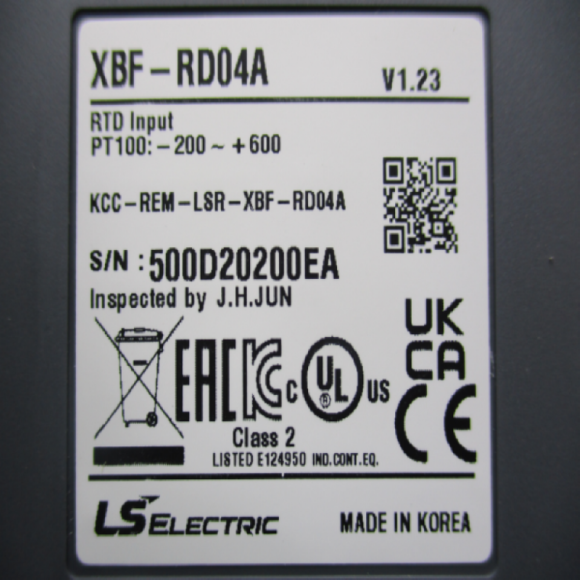 XBF-RD04A V1.23
RTD Input
PT100:-200 ~ +600
KCC-REM-LSR-XBF-RD04A
S/N : 500D20200EA
Inspected by J.H.JUN
UK
CA
EAC KC c UL ® US CE
Class 2
LISTED E124950 IND.CONT.EQ.
LS ELECTRIC MADE IN KOREA